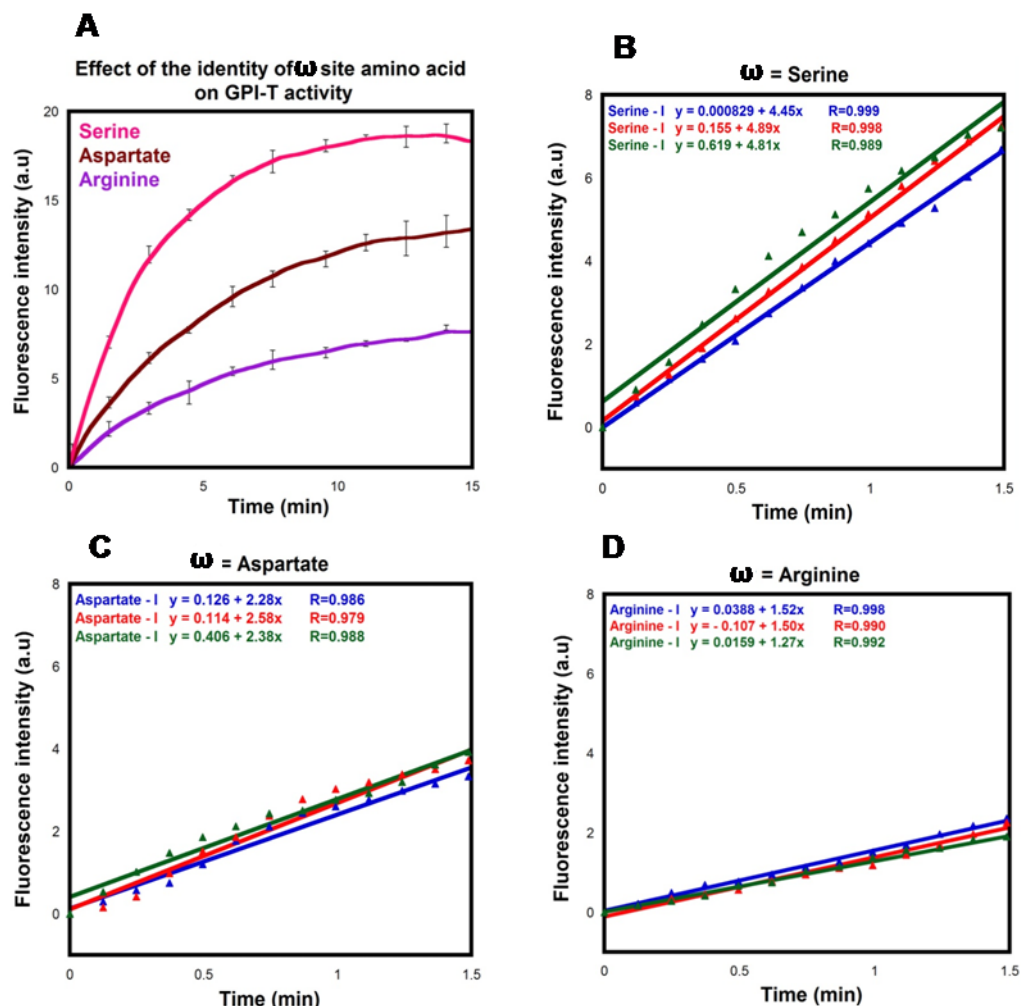 A
Effect of the identity of ω site amino acid
on GPI-T activity
Serine
Aspartate
Arginine
Fluorescence intensity (a.u)
20
15
10
5
0
0 5 10 15
Time (min)
B
ω = Serine
Serine - I y = 0.000829 + 4.45x R=0.999
Serine - I y = 0.155 + 4.89x R=0.998
Serine - I y = 0.619 + 4.81x R=0.989
Fluorescence intensity (a.u)
8
6
4
2
0
0 0.5 1 1.5
Time (min)
C
ω = Aspartate
Aspartate - I y = 0.126 + 2.28x R=0.986
Aspartate - I y = 0.114 + 2.58x R=0.979
Aspartate - I y = 0.406 + 2.38x R=0.988
Fluorescence intensity (a.u)
8
6
4
2
0
0 0.5 1 1.5
Time (min)
D
ω = Arginine
Arginine - I y = 0.0388 + 1.52x R=0.998
Arginine - I y = - 0.107 + 1.50x R=0.990
Arginine - I y = 0.0159 + 1.27x R=0.992
Fluorescence intensity (a.u)
8
6
4
2
0
0 0.5 1 1.5
Time (min)